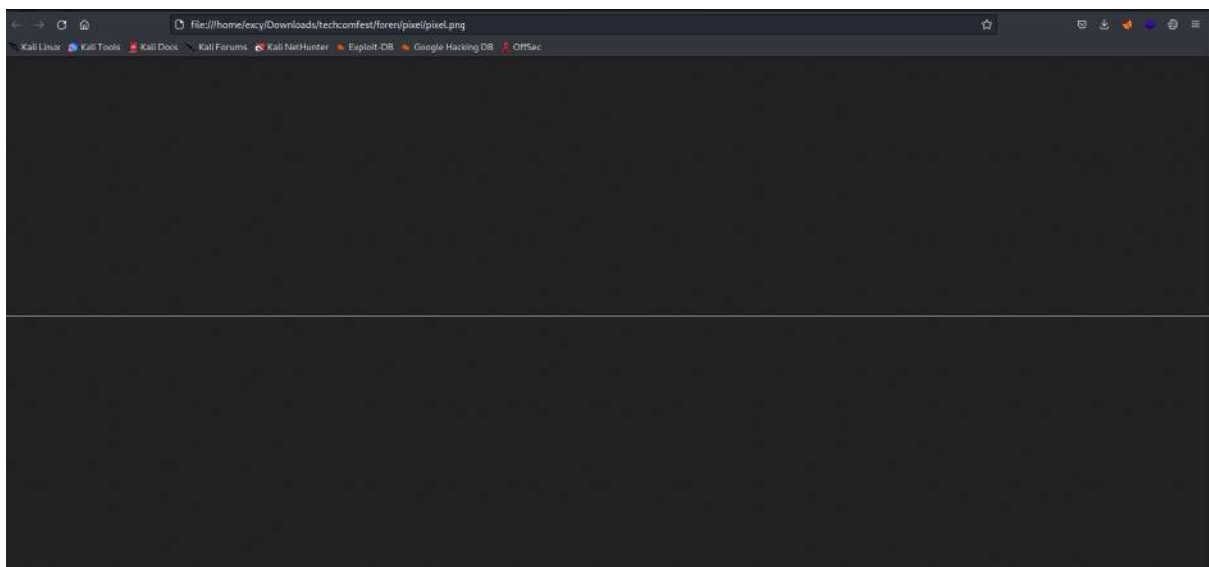 file:///home/excy/Downloads/techcomfest/foren/pixel/pixel.png
Kali Linux Kali Tools Kali Docs Kali Forums Kali NetHunter Exploit-DB Google Hacking DB OffSec